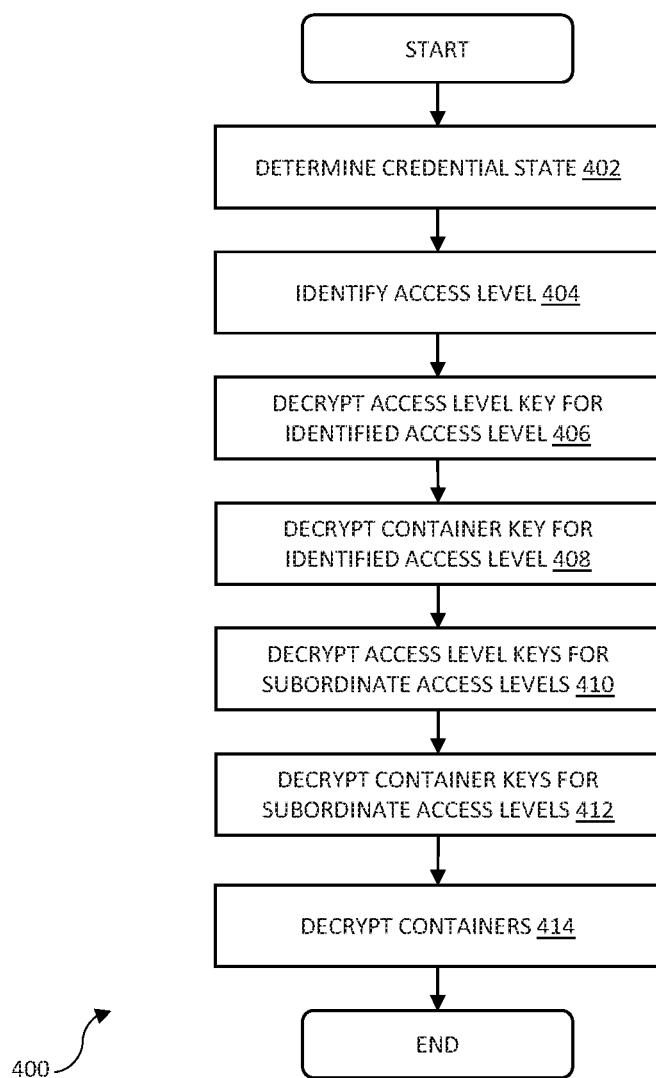 START
DETERMINE CREDENTIAL STATE 402
IDENTIFY ACCESS LEVEL 404
DECRYPT ACCESS LEVEL KEY FOR
IDENTIFIED ACCESS LEVEL 406
DECRYPT CONTAINER KEY FOR
IDENTIFIED ACCESS LEVEL 408
DECRYPT ACCESS LEVEL KEYS FOR
SUBORDINATE ACCESS LEVELS 410
DECRYPT CONTAINER KEYS FOR
SUBORDINATE ACCESS LEVELS 412
DECRYPT CONTAINERS 414
END
400